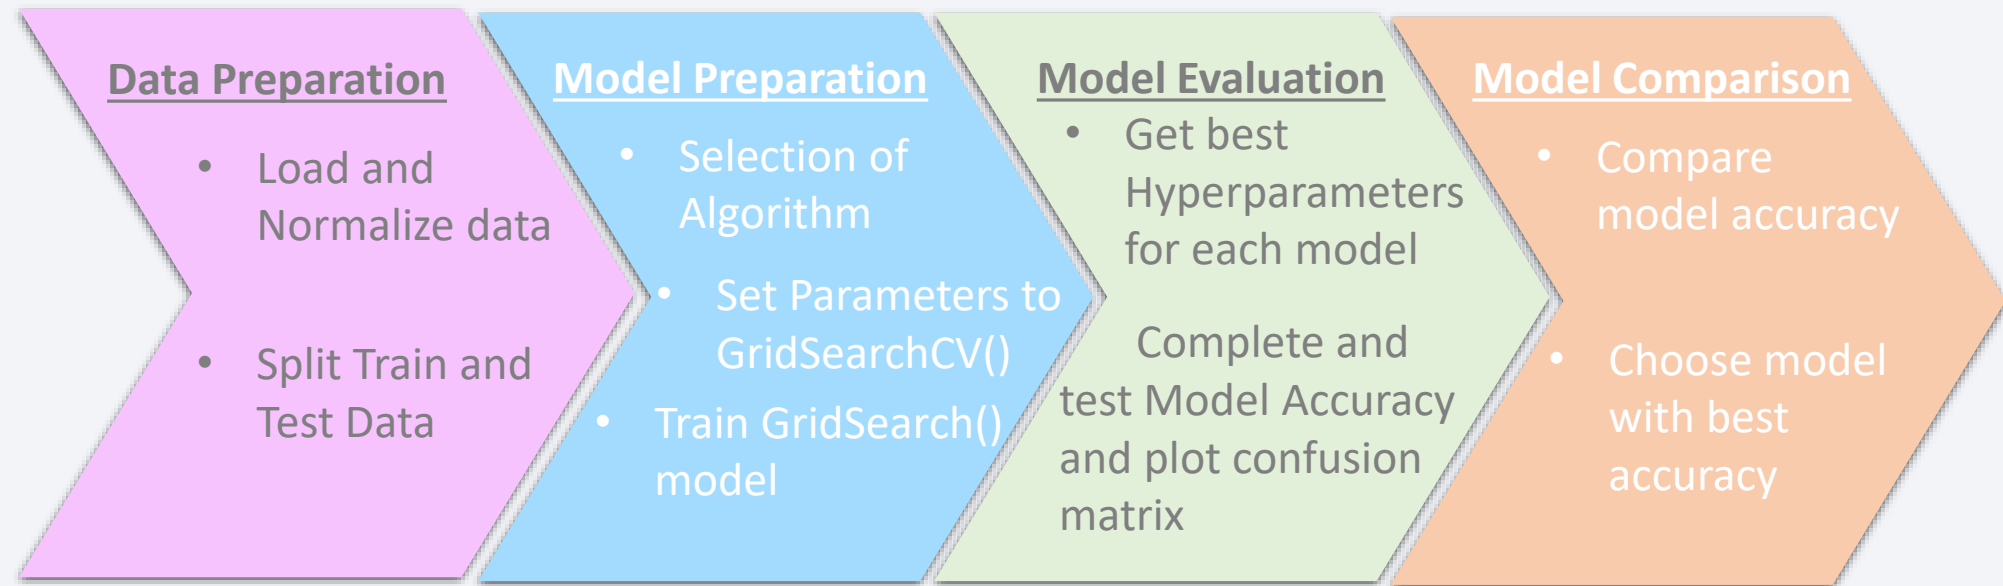 Data Preparation
• Load and
Normalize data
• Split Train and
Test Data
Model Preparation
• Selection of
Algorithm
• Set Parameters to
GridSearchCV()
• Train GridSearch()
model
Model Evaluation
• Get best
Hyperparameters
for each model
Complete and
test Model Accuracy
and plot confusion
matrix
Model Comparison
• Compare
model accuracy
• Choose model
with best
accuracy